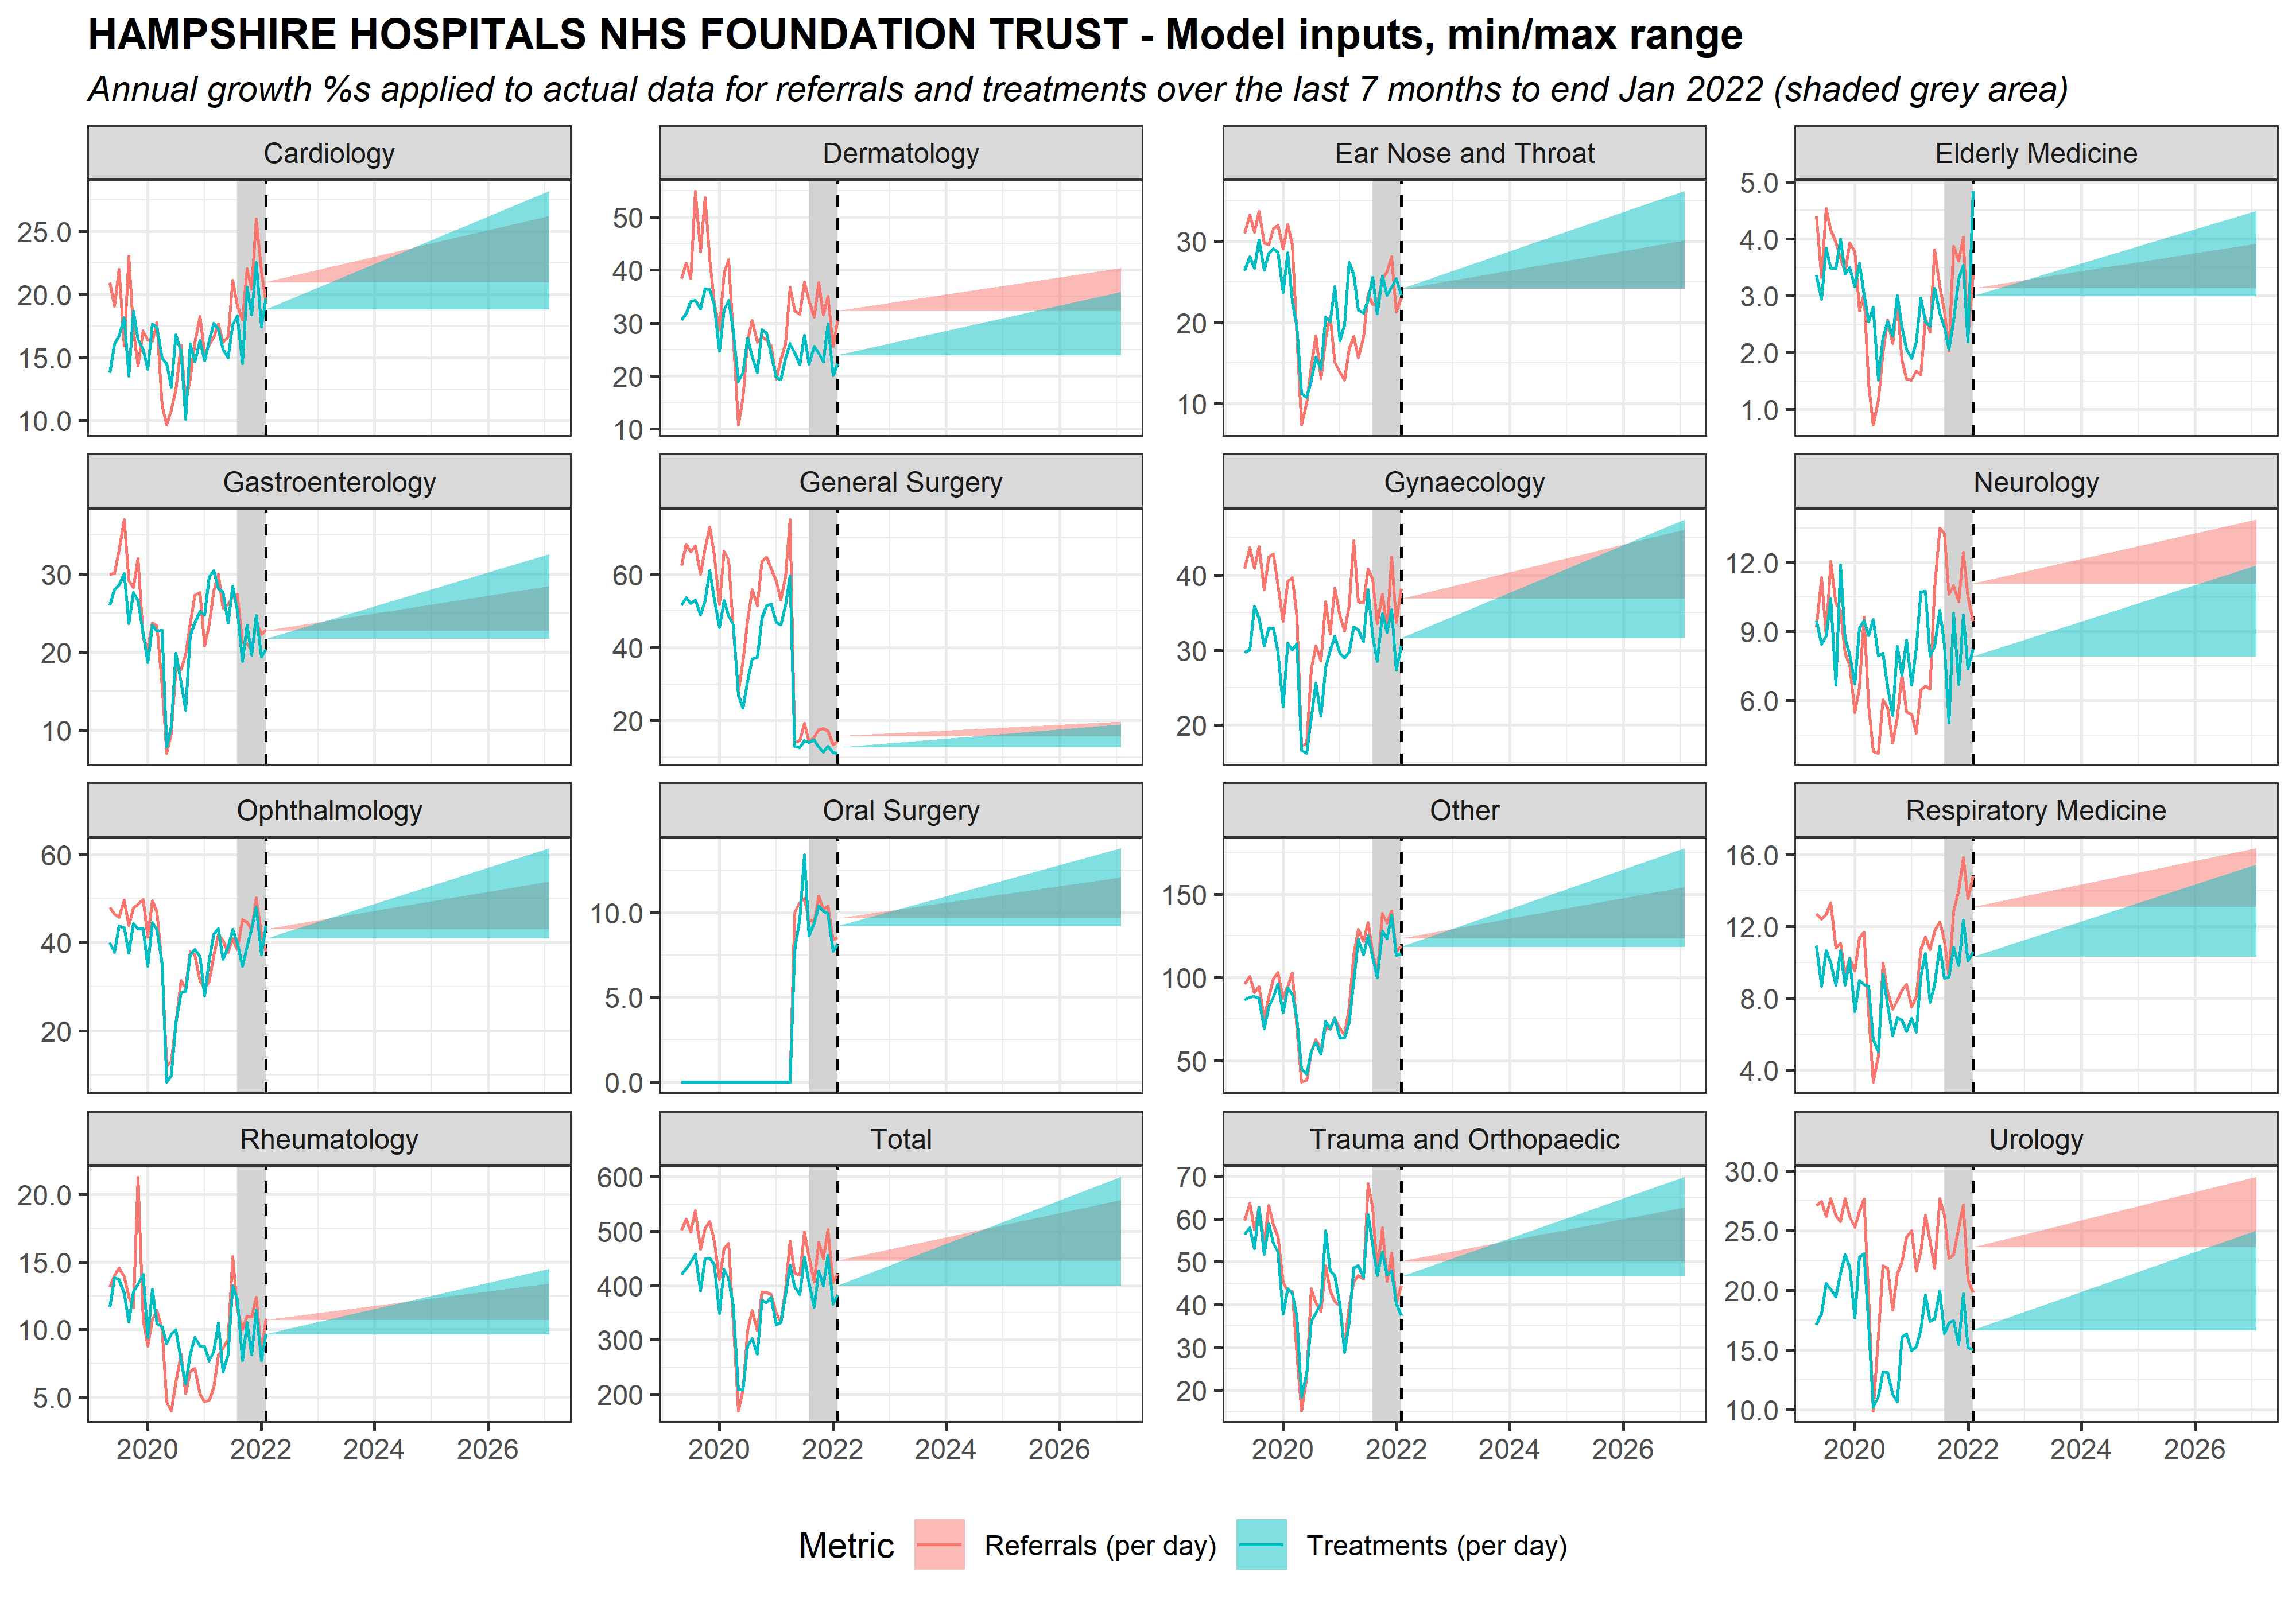 HAMPSHIRE HOSPITALS NHS FOUNDATION TRUST - Model inputs, min/max range
Annual growth %s applied to actual data for referrals and treatments over the last 7 months to end Jan 2022 (shaded grey area)
Cardiology
25.0
20.0
15.0
10.0
Dermatology
50
40
30
20
10
Ear Nose and Throat
30
20
10
Elderly Medicine
5.0
4.0
3.0
2.0
1.0
Gastroenterology
30
20
10
General Surgery
60
40
20
Gynaecology
40
30
20
Neurology
12.0
9.0
6.0
Ophthalmology
60
40
20
Oral Surgery
10.0
5.0
0.0
Other
150
100
50
Respiratory Medicine
16.0
12.0
8.0
4.0
Rheumatology
20.0
15.0
10.0
5.0
2020 2022 2024 2026
Total
600
500
400
300
200
2020 2022 2024 2026
Trauma and Orthopaedic
70
60
50
40
30
20
2020 2022 2024 2026
Urology
30.0
25.0
20.0
15.0
10.0
2020 2022 2024 2026
Metric Referrals (per day) Treatments (per day)